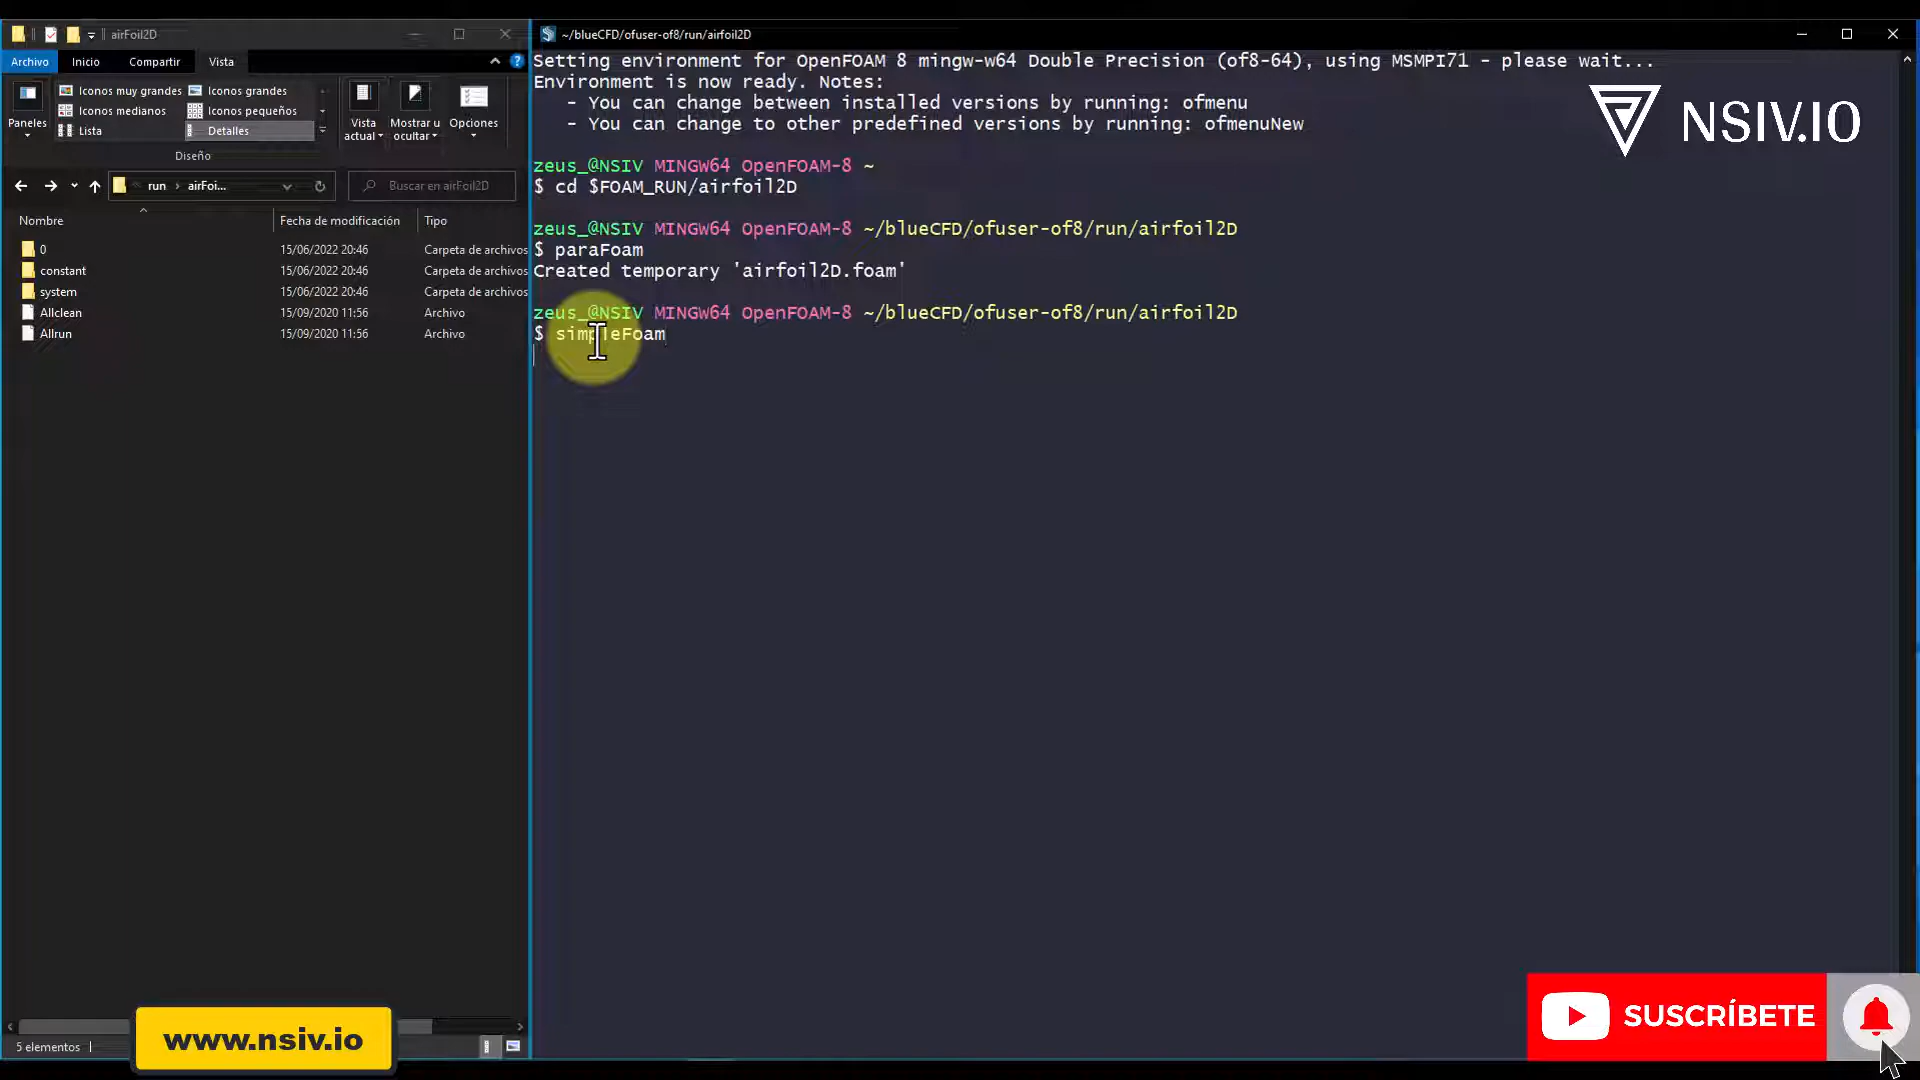 airFoil2D
Archivo
Inicio
Compartir
Vista
Paneles
Iconos muy grandes
Iconos grandes
Iconos medianos
Iconos pequeños
Lista
Detalles
Diseño
Vista actual
Mostrar u ocultar
Opciones
run › airFoi...
Buscar en airFoil2D
Nombre
Fecha de modificación
Tipo
0 15/06/2022 20:46 Carpeta de archivos
constant 15/06/2022 20:46 Carpeta de archivos
system 15/06/2022 20:46 Carpeta de archivos
Allclean 15/09/2020 11:56 Archivo
Allrun 15/09/2020 11:56 Archivo
5 elementos
www.nsiv.io
~/blueCFD/ofuser-of8/run/airfoil2D
Setting environment for OpenFOAM 8 mingw-w64 Double Precision (of8-64), using MSMPI71 - please wait...
Environment is now ready. Notes:
- You can change between installed versions by running: ofmenu
- You can change to other predefined versions by running: ofmenuNew
zeus_@NSIV MINGW64 OpenFOAM-8 ~
$ cd $FOAM_RUN/airfoil2D
zeus_@NSIV MINGW64 OpenFOAM-8 ~/blueCFD/ofuser-of8/run/airfoil2D
$ paraFoam
Created temporary 'airfoil2D.foam'
zeus_@NSIV MINGW64 OpenFOAM-8 ~/blueCFD/ofuser-of8/run/airfoil2D
$ simpleFoam
NSIV.IO
SUSCRÍBETE